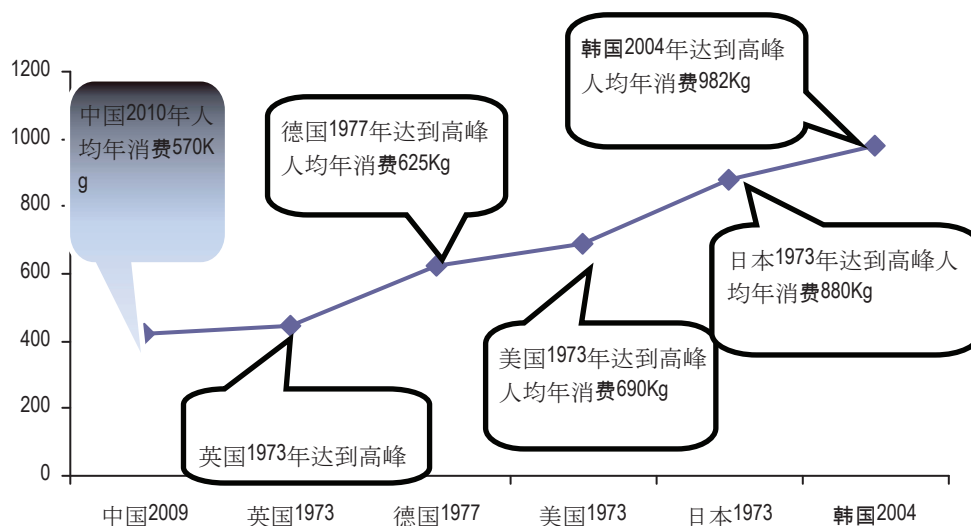 韩国2004年达到高峰
人均年消费982Kg
1200
中国2010年人
均年消费570K
g
德国1977年达到高峰
人均年消费625Kg
1000
800
600
400
200
0
日本1973年达到高峰人
均年消费880Kg
美国1973年达到高峰
人均年消费690Kg
英国1973年达到高峰
中国2009 英国1973 德国1977 美国1973 日本1973 韩国2004